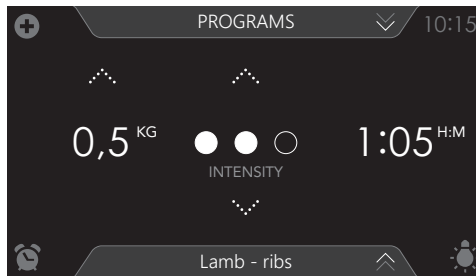 PROGRAMS
10:15
0,5 KG
1:05 H:M
INTENSITY
Lamb - ribs